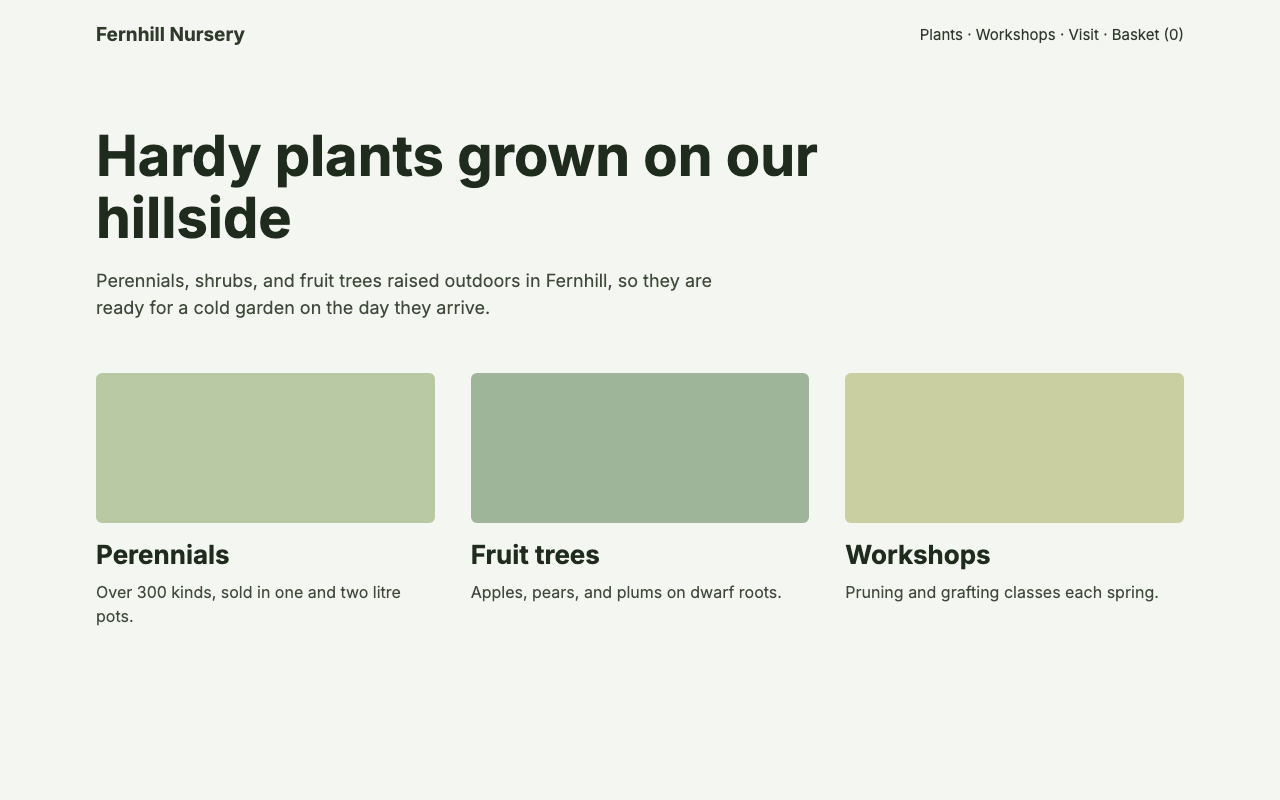 Fernhill Nursery
Plants · Workshops · Visit · Basket (0)
Hardy plants grown on our
hillside
Perennials, shrubs, and fruit trees raised outdoors in Fernhill, so they are
ready for a cold garden on the day they arrive.
Perennials
Over 300 kinds, sold in one and two litre
pots.
Fruit trees
Apples, pears, and plums on dwarf roots.
Workshops
Pruning and grafting classes each spring.